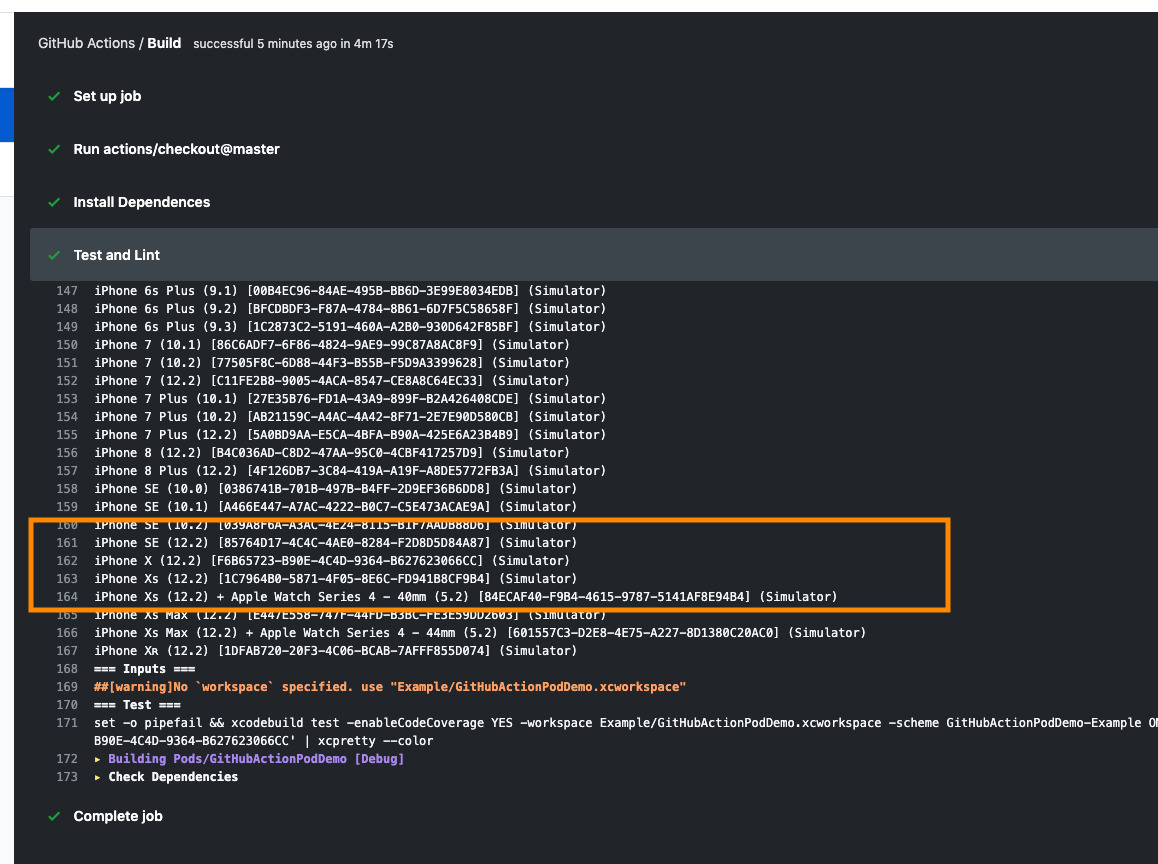 GitHub Actions / Build successful 5 minutes ago in 4m 17s
Set up job
Run actions/checkout@master
Install Dependences
Test and Lint
147 iPhone 6s Plus (9.1) [00B4EC96-84AE-495B-BB6D-3E99E8034EDB] (Simulator)
148 iPhone 6s Plus (9.2) [BFCDBDF3-F87A-4784-8B61-6D7F5C58658F] (Simulator)
149 iPhone 6s Plus (9.3) [1C2873C2-5191-460A-A2B0-930D642F85BF] (Simulator)
150 iPhone 7 (10.1) [86C6ADF7-6F86-4824-9AE9-99C87A8AC8F9] (Simulator)
151 iPhone 7 (10.2) [77505F8C-6D88-44F3-B55B-F5D9A3399628] (Simulator)
152 iPhone 7 (12.2) [C11FE2B8-9005-4ACA-8547-CE8A8C64EC33] (Simulator)
153 iPhone 7 Plus (10.1) [27E35B76-FD1A-43A9-899F-B2A426408CDE] (Simulator)
154 iPhone 7 Plus (10.2) [AB21159C-A4AC-4A42-8F71-2E7E90D580CB] (Simulator)
155 iPhone 7 Plus (12.2) [5A0BD9AA-E5CA-4BFA-B90A-425E6A23B4B9] (Simulator)
156 iPhone 8 (12.2) [B4C036AD-C8D2-47AA-95C0-4CBF417257D9] (Simulator)
157 iPhone 8 Plus (12.2) [4F126DB7-3C84-419A-A19F-A8DE5772FB3A] (Simulator)
158 iPhone SE (10.0) [0386741B-701B-497B-B4FF-2D9EF36B6DD8] (Simulator)
159 iPhone SE (10.1) [A466E447-A7AC-4222-B0C7-C5E473ACAE9A] (Simulator)
160 iPhone SE (10.2) [039A8F6A-A3AC-4E24-8115-B1F7AADB88D6] (Simulator)
161 iPhone SE (12.2) [85764D17-4C4C-4AE0-8284-F2D8D5D84A87] (Simulator)
162 iPhone X (12.2) [F6B65723-B90E-4C4D-9364-B627623066CC] (Simulator)
163 iPhone Xs (12.2) [1C7964B0-5871-4F05-8E6C-FD941B8CF9B4] (Simulator)
164 iPhone Xs (12.2) + Apple Watch Series 4 - 40mm (5.2) [84ECAF40-F9B4-4615-9787-5141AF8E94B4] (Simulator)
165 iPhone Xs Max (12.2) [E447E558-747F-44FD-B3BC-FE3E59DD2603] (Simulator)
166 iPhone Xs Max (12.2) + Apple Watch Series 4 - 44mm (5.2) [601557C3-D2E8-4E75-A227-8D1380C20AC0] (Simulator)
167 iPhone Xʀ (12.2) [1DFAB720-20F3-4C06-BCAB-7AFFF855D074] (Simulator)
168 === Inputs ===
169 ##[warning]No `workspace` specified. use "Example/GitHubActionPodDemo.xcworkspace"
170 === Test ===
171 set -o pipefail && xcodebuild test -enableCodeCoverage YES -workspace Example/GitHubActionPodDemo.xcworkspace -scheme GitHubActionPodDemo-Example
B90E-4C4D-9364-B627623066CC' | xcpretty --color
172 ▸ Building Pods/GitHubActionPodDemo [Debug]
173 ▸ Check Dependencies
Complete job